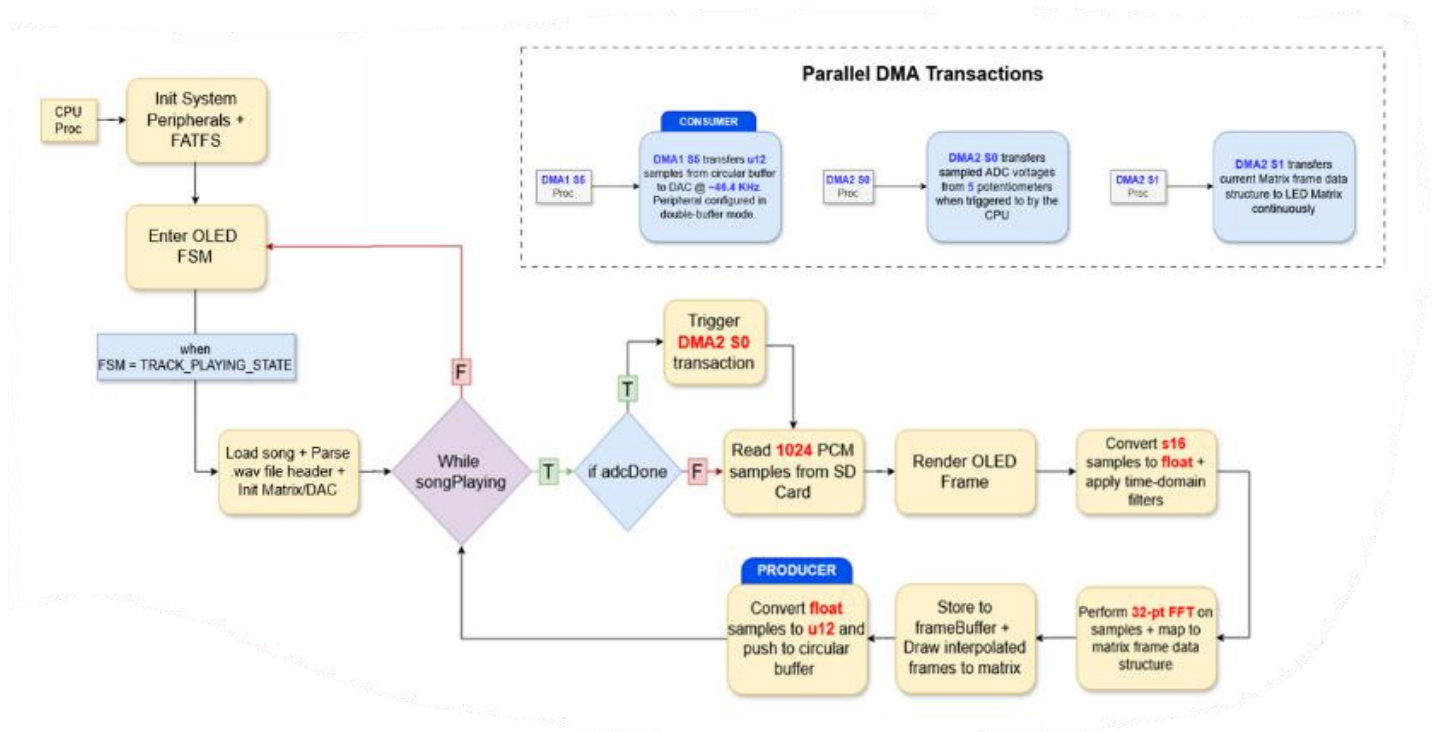 Parallel DMA Transactions
CPU
Proc
Init System
Peripherals +
FATFS
CONSUMER
DMA1 S5
Proc
DMA1 S5 transfers u12
samples from circular buffer
to DAC @ ~46.4 KHz.
Peripheral configured in
double-buffer mode.
DMA2 S0
Proc
DMA2 S0 transfers
sampled ADC voltages
from 5 potentiometers
when triggered to by the
CPU
DMA2 S1
Proc
DMA2 S1 transfers
current Matrix frame data
structure to LED Matrix
continuously
Enter OLED
FSM
when
FSM = TRACK_PLAYING_STATE
Load song + Parse
.wav file header +
Init Matrix/DAC
While
songPlaying
F
T
if adcDone
T
F
Trigger
DMA2 S0
transaction
Read 1024 PCM
samples from SD
Card
Render OLED
Frame
Convert s16
samples to float +
apply time-domain
filters
Perform 32-pt FFT on
samples + map to
matrix frame data
structure
Store to
frameBuffer +
Draw interpolated
frames to matrix
PRODUCER
Convert float
samples to u12 and
push to circular
buffer